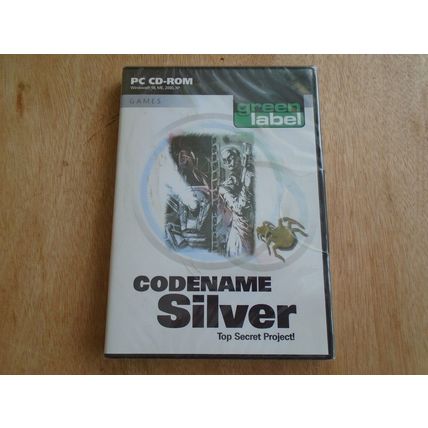 PC CD-ROM
Windows® 98, ME, 2000, XP
GAMES
green
label
CODENAME
Silver
Top Secret Project!